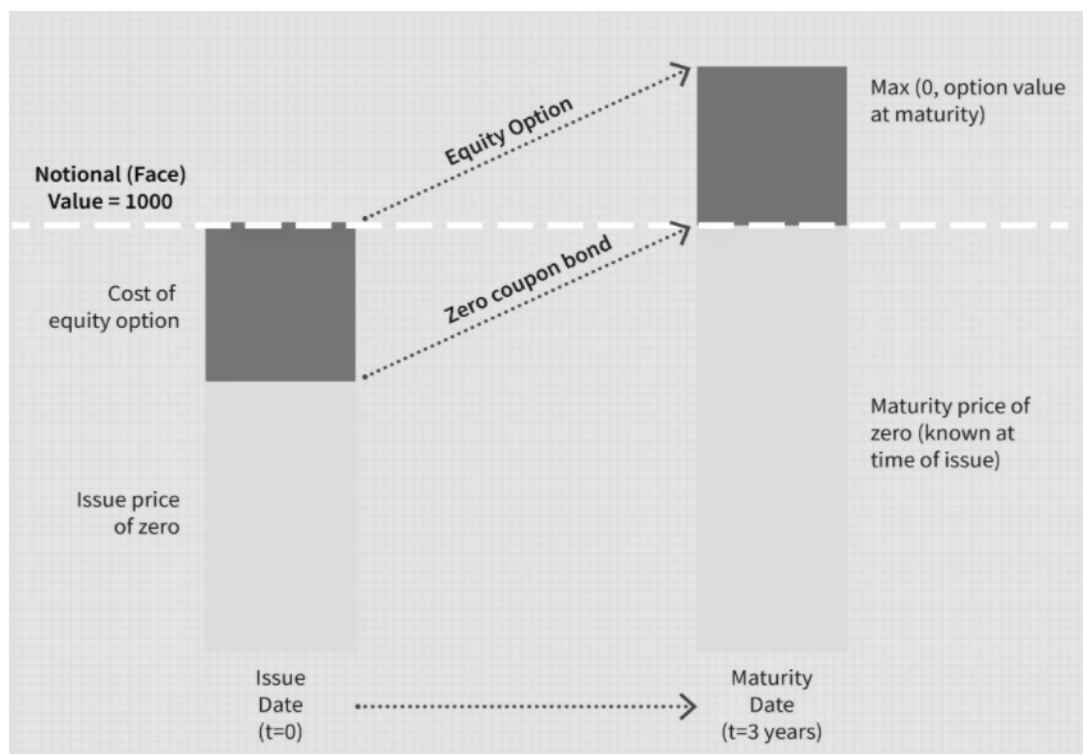 Max (0, option value
at maturity)
Equity Option
Notional (Face)
Value = 1000
Zero coupon bond
Cost of
equity option
Maturity price of
zero (known at
time of issue)
Issue price
of zero
Issue
Date
(t=0)
Maturity
Date
(t=3 years)